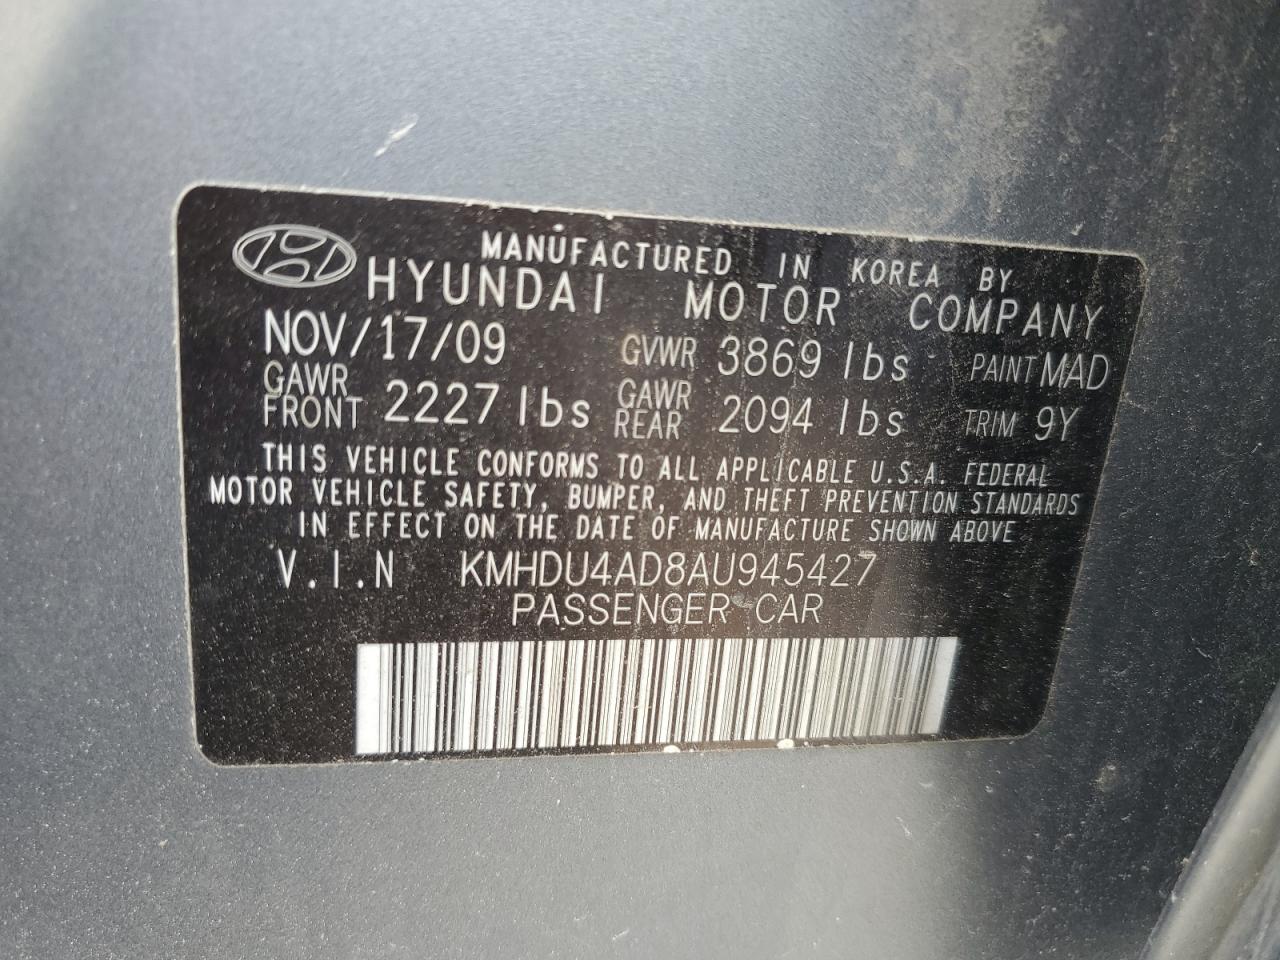 MANUFACTURED IN KOREA BY
HYUNDAI MOTOR COMPANY
NOV/17/09 GVWR 3869 lbs PAINT MAD
GAWR FRONT 2227 lbs GAWR REAR 2094 lbs TRIM 9Y
THIS VEHICLE CONFORMS TO ALL APPLICABLE U.S.A. FEDERAL
MOTOR VEHICLE SAFETY, BUMPER, AND THEFT PREVENTION STANDARDS
IN EFFECT ON THE DATE OF MANUFACTURE SHOWN ABOVE
V.I.N KMHDU4AD8AU945427
PASSENGER CAR